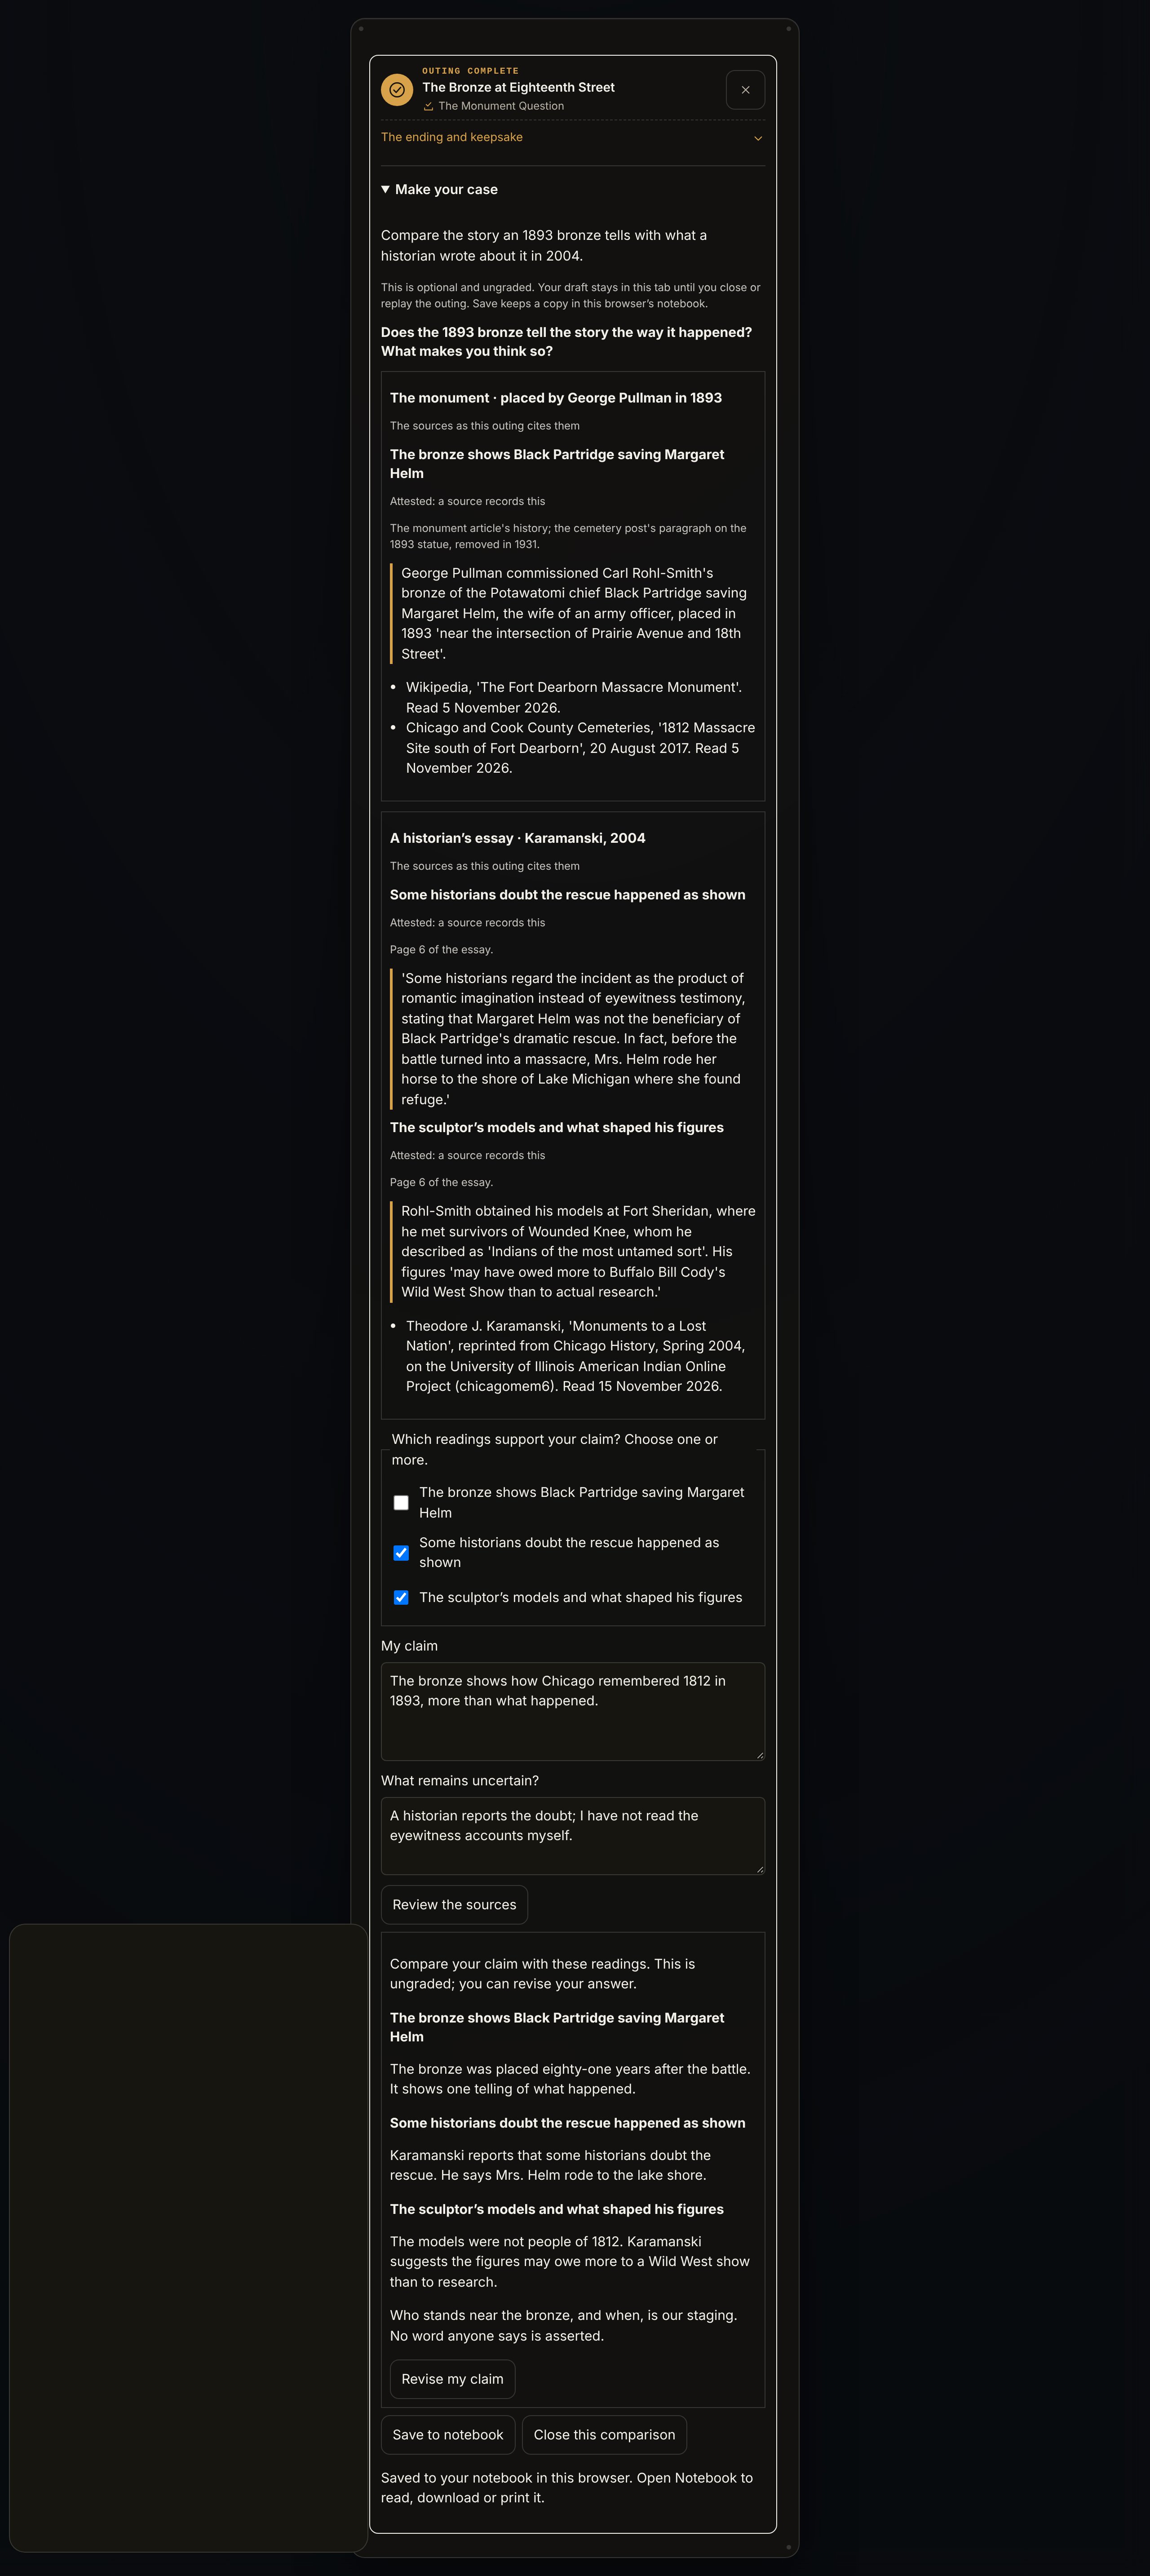 OUTING COMPLETE
The Bronze at Eighteenth Street
The Monument Question
The ending and keepsake
Make your case
Compare the story an 1893 bronze tells with what a
historian wrote about it in 2004.
This is optional and ungraded. Your draft stays in this tab until you close or
replay the outing. Save keeps a copy in this browser’s notebook.
Does the 1893 bronze tell the story the way it happened?
What makes you think so?
The monument · placed by George Pullman in 1893
The sources as this outing cites them
The bronze shows Black Partridge saving Margaret
Helm
Attested: a source records this
The monument article's history; the cemetery post's paragraph on the
1893 statue, removed in 1931.
George Pullman commissioned Carl Rohl-Smith's
bronze of the Potawatomi chief Black Partridge saving
Margaret Helm, the wife of an army officer, placed in
1893 'near the intersection of Prairie Avenue and 18th
Street'.
• Wikipedia, 'The Fort Dearborn Massacre Monument'.
Read 5 November 2026.
• Chicago and Cook County Cemeteries, '1812 Massacre
Site south of Fort Dearborn', 20 August 2017. Read 5
November 2026.
A historian’s essay · Karamanski, 2004
The sources as this outing cites them
Some historians doubt the rescue happened as shown
Attested: a source records this
Page 6 of the essay.
'Some historians regard the incident as the product of
romantic imagination instead of eyewitness testimony,
stating that Margaret Helm was not the beneficiary of
Black Partridge's dramatic rescue. In fact, before the
battle turned into a massacre, Mrs. Helm rode her
horse to the shore of Lake Michigan where she found
refuge.'
The sculptor’s models and what shaped his figures
Attested: a source records this
Page 6 of the essay.
Rohl-Smith obtained his models at Fort Sheridan, where
he met survivors of Wounded Knee, whom he
described as 'Indians of the most untamed sort'. His
figures 'may have owed more to Buffalo Bill Cody's
Wild West Show than to actual research.'
• Theodore J. Karamanski, 'Monuments to a Lost
Nation', reprinted from Chicago History, Spring 2004,
on the University of Illinois American Indian Online
Project (chicagomem6). Read 15 November 2026.
Which readings support your claim? Choose one or
more.
The bronze shows Black Partridge saving Margaret
Helm
Some historians doubt the rescue happened as
shown
The sculptor’s models and what shaped his figures
My claim
The bronze shows how Chicago remembered 1812 in
1893, more than what happened.
What remains uncertain?
A historian reports the doubt; I have not read the
eyewitness accounts myself.
Review the sources
Compare your claim with these readings. This is
ungraded; you can revise your answer.
The bronze shows Black Partridge saving Margaret
Helm
The bronze was placed eighty-one years after the battle.
It shows one telling of what happened.
Some historians doubt the rescue happened as shown
Karamanski reports that some historians doubt the
rescue. He says Mrs. Helm rode to the lake shore.
The sculptor’s models and what shaped his figures
The models were not people of 1812. Karamanski
suggests the figures may owe more to a Wild West show
than to research.
Who stands near the bronze, and when, is our staging.
No word anyone says is asserted.
Revise my claim
Save to notebook Close this comparison
Saved to your notebook in this browser. Open Notebook to
read, download or print it.